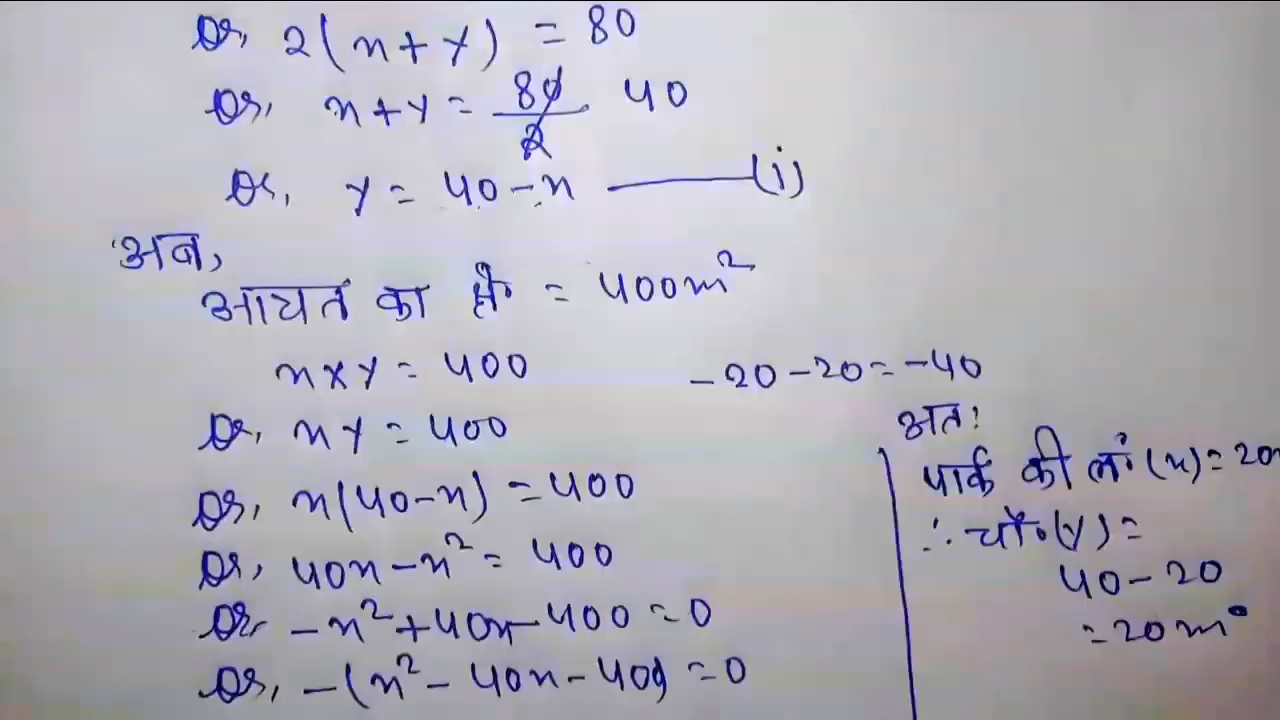 Or, 2(x+y) = 80
Or, x+y = 80/2 40
Or, y = 40-x —(i)
अब,
आयत का क्षे० = 400m²
x×y = 400
-20-20=-40
Or, xy = 400
Or, x(40-x) = 400
Or, 40x-x² = 400
Or, -x²+40x-400=0
Or, -(x²-40x-400)=0
अतः
पार्क की लं०(x)=20m
∴ चौ०(y)=
40-20
=20m